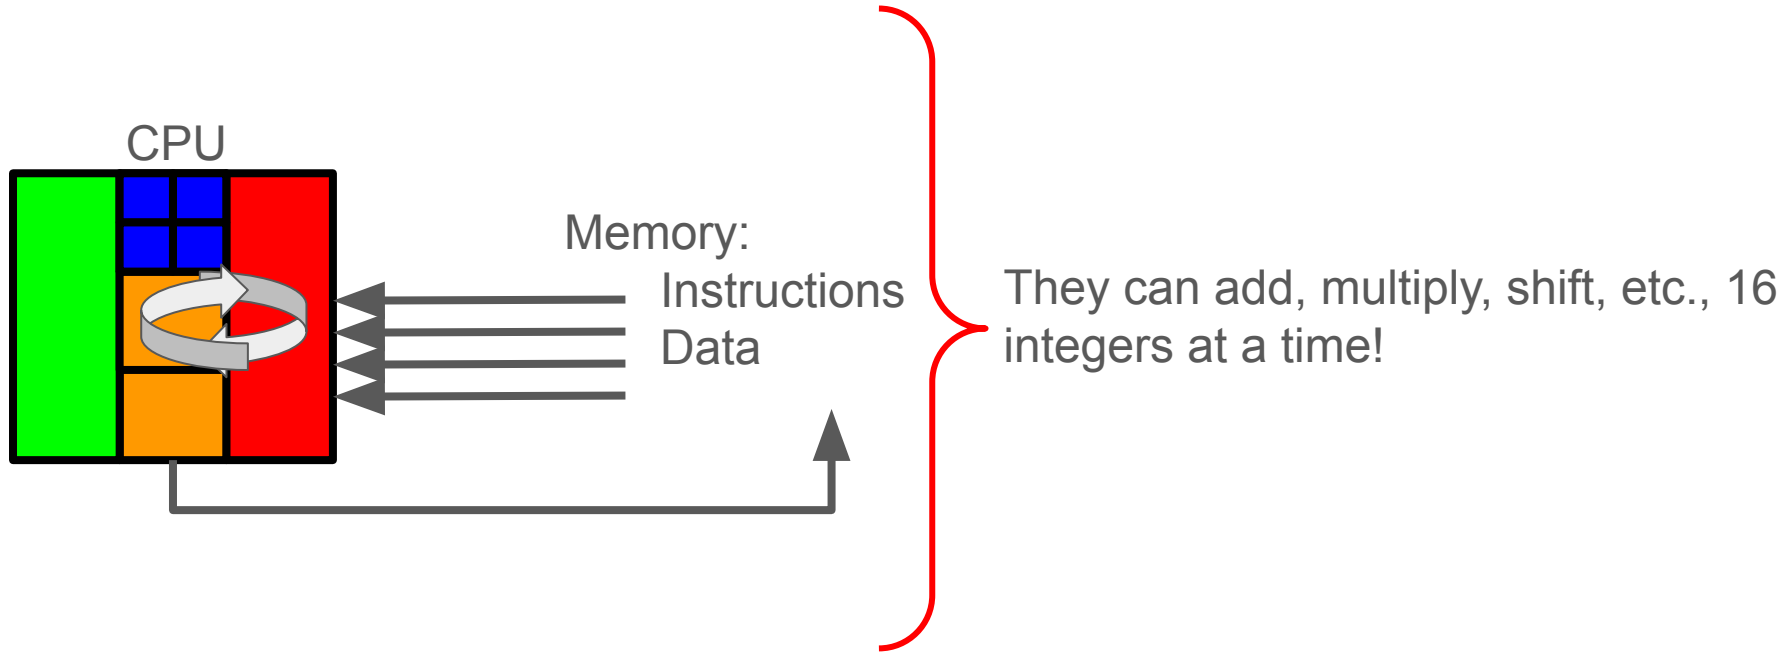 CPU
Memory:
Instructions
Data
They can add, multiply, shift, etc., 16
integers at a time!